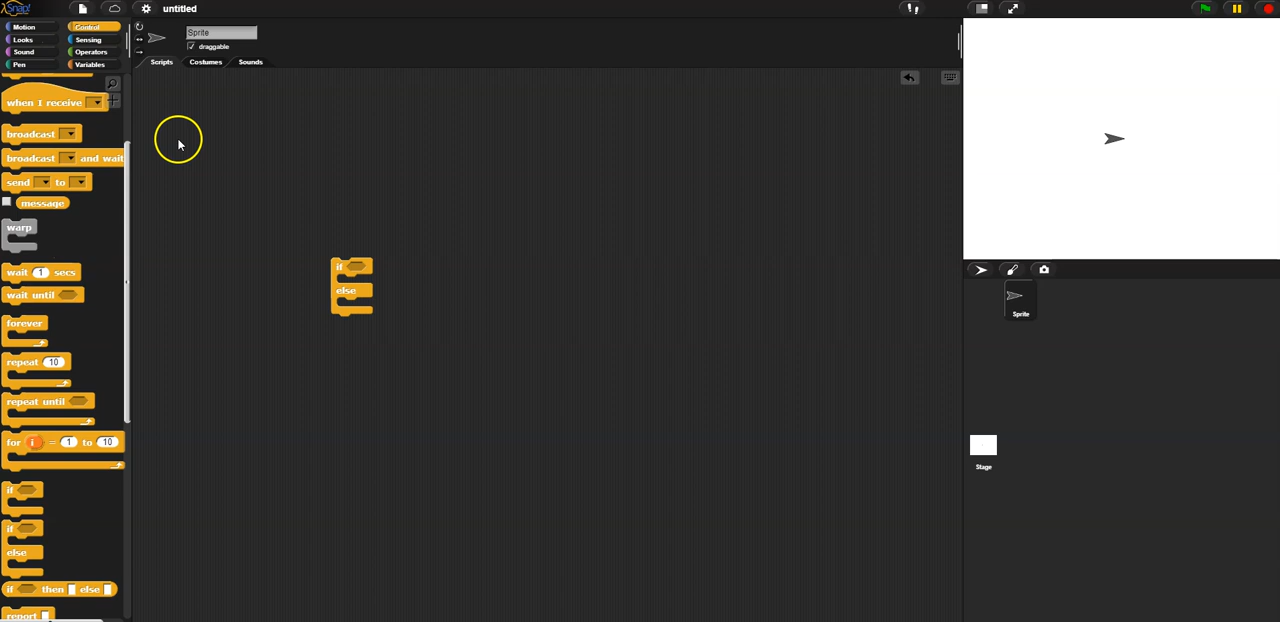 Snap!
untitled
Motion Control
Looks Sensing
Sound Operators
Pen Variables
Sprite
draggable
Scripts Costumes Sounds
when I receive
broadcast
broadcast and wait
send to
message
warp
wait 1 secs
wait until
forever
repeat 10
repeat until
for i = 1 to 10
if
if
else
if then else
report
if
else
Sprite
Stage